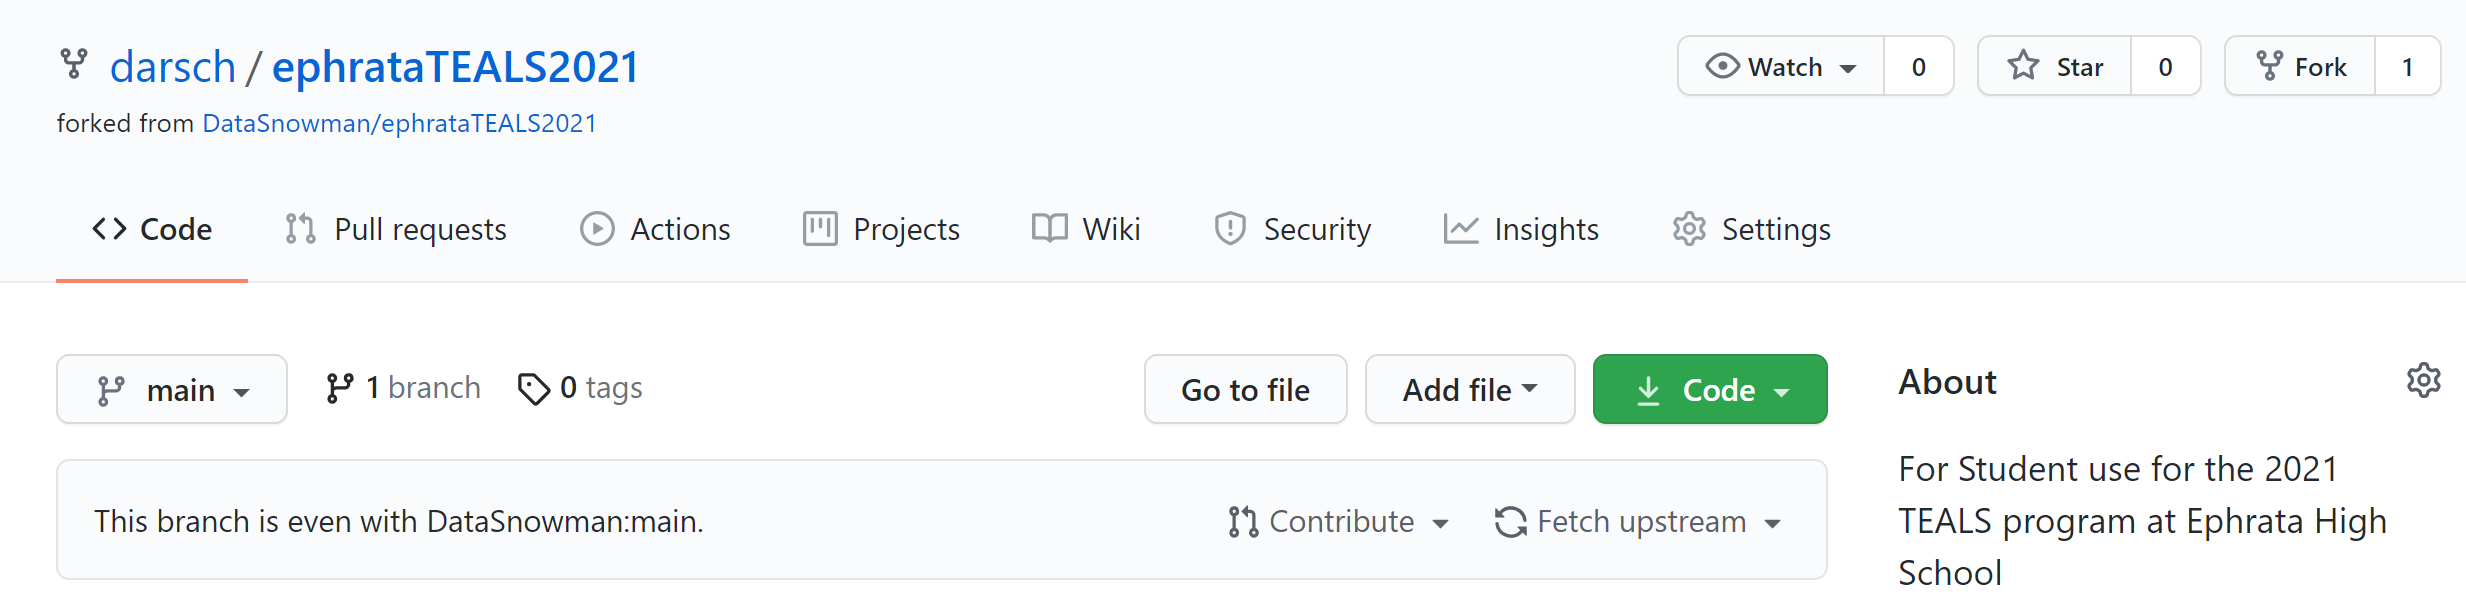 darsch / ephrataTEALS2021
Watch 0 Star 0 Fork 1
forked from DataSnowman/ephrataTEALS2021
Code Pull requests Actions Projects Wiki Security Insights Settings
main 1 branch 0 tags Go to file Add file Code
This branch is even with DataSnowman:main. Contribute Fetch upstream
About
For Student use for the 2021
TEALS program at Ephrata High
School